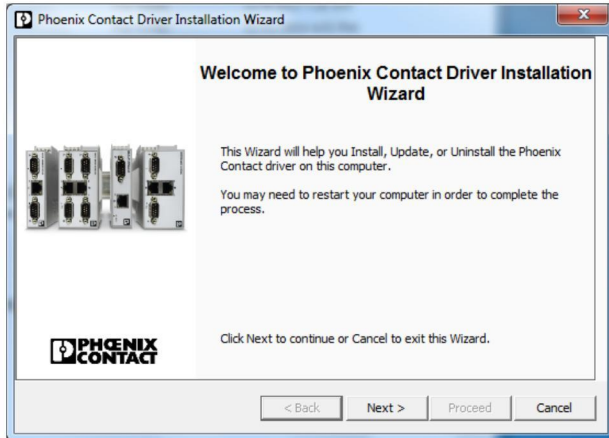 Phoenix Contact Driver Installation Wizard
Welcome to Phoenix Contact Driver Installation
Wizard
This Wizard will help you Install, Update, or Uninstall the Phoenix
Contact driver on this computer.
You may need to restart your computer in order to complete the
process.
PHŒNIX
CONTACT
Click Next to continue or Cancel to exit this Wizard.
< Back
Next >
Proceed
Cancel